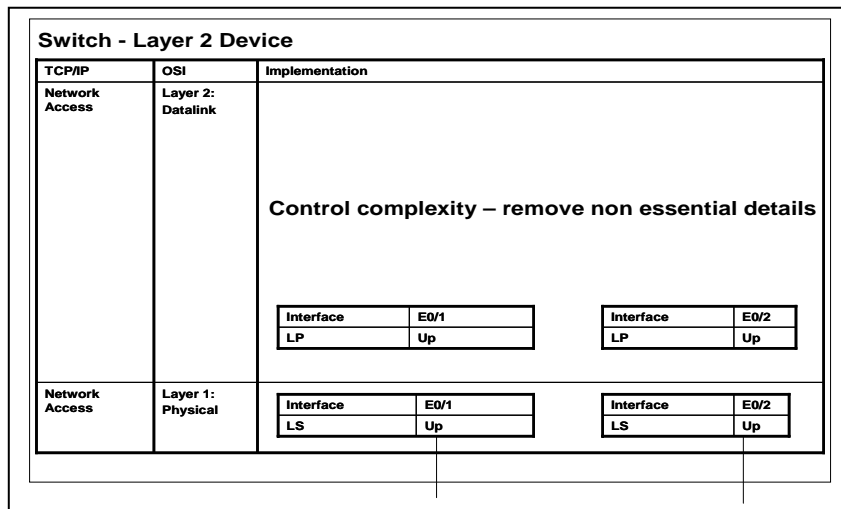 Switch - Layer 2 Device
TCP/IP OSI Implementation
Network Access Layer 2: Datalink
Control complexity – remove non essential details
Interface E0/1 Interface E0/2
LP Up LP Up
Network Access Layer 1: Physical
Interface E0/1 Interface E0/2
LS Up LS Up